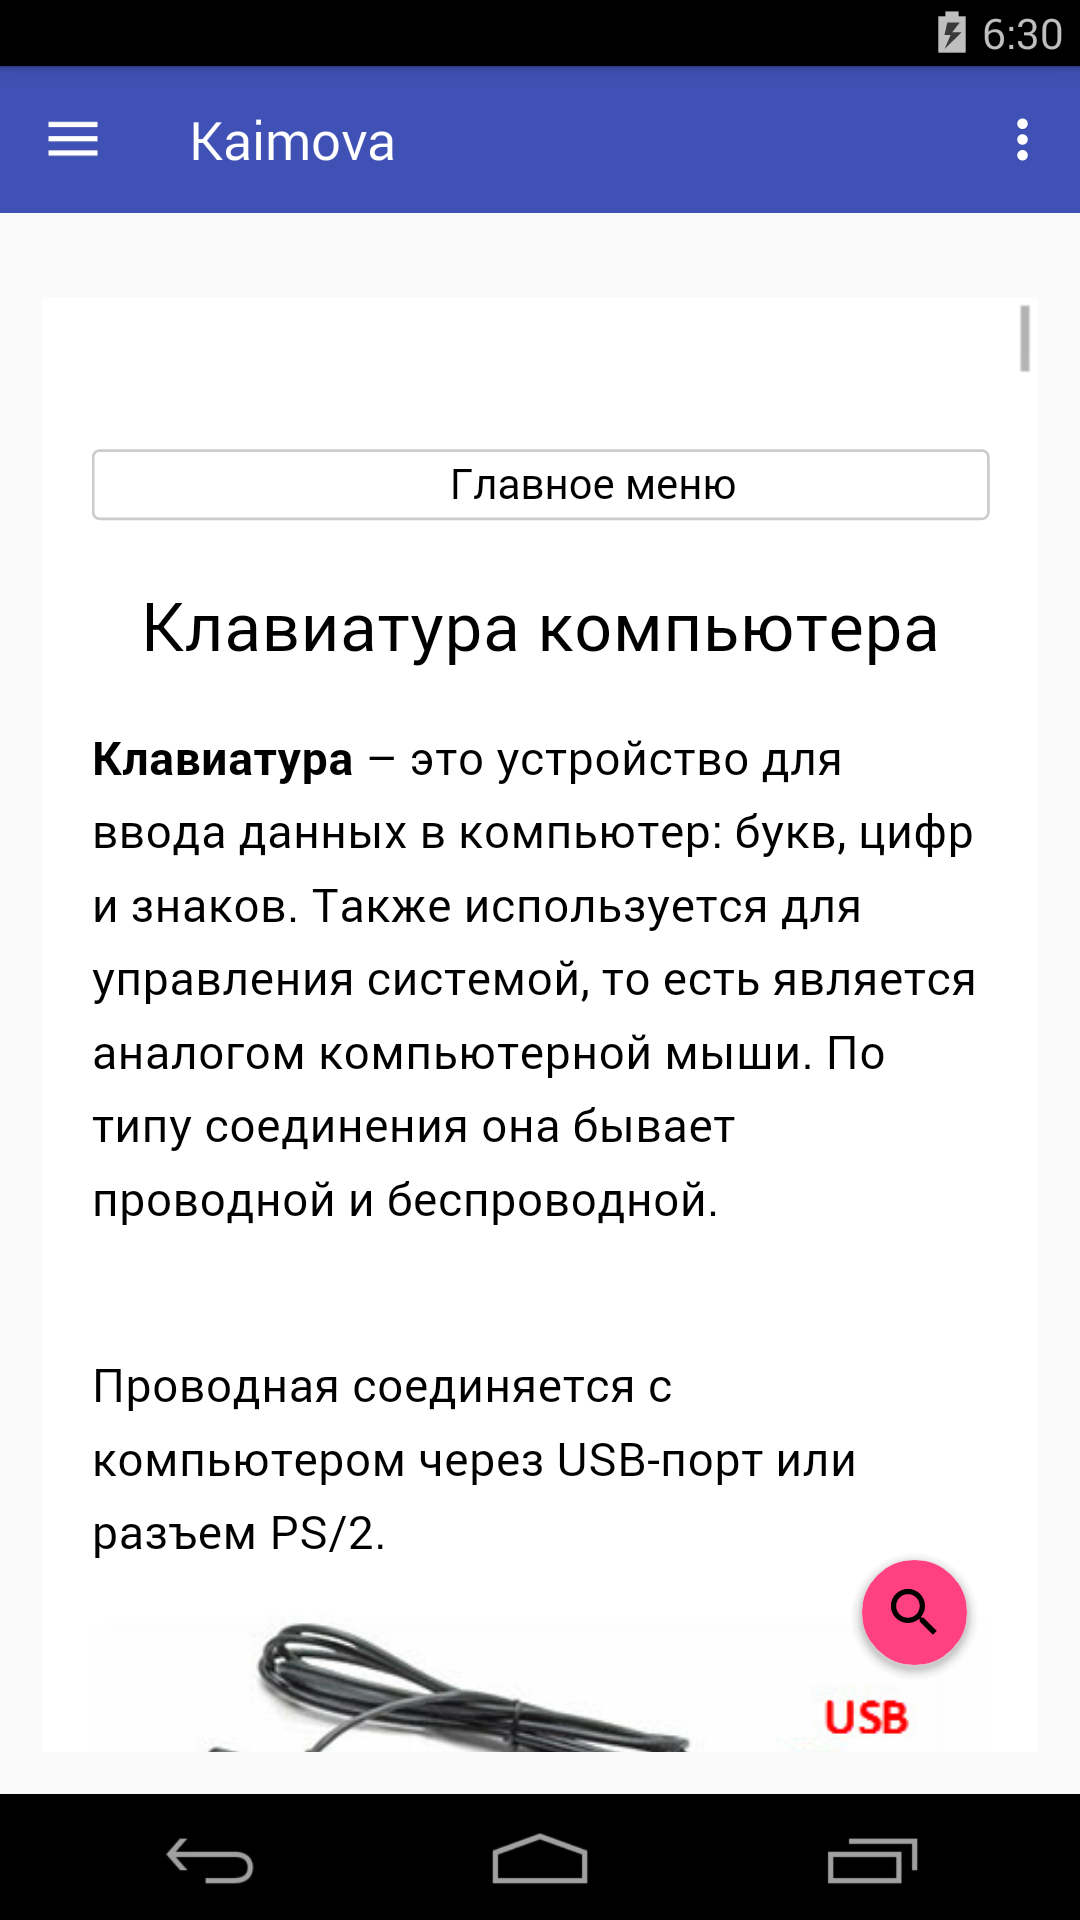 6:30
Kaimova
Главное меню
Клавиатура компьютера
Клавиатура – это устройство для
ввода данных в компьютер: букв, цифр
и знаков. Также используется для
управления системой, то есть является
аналогом компьютерной мыши. По
типу соединения она бывает
проводной и беспроводной.
Проводная соединяется с
компьютером через USB-порт или
разъем PS/2.
USB